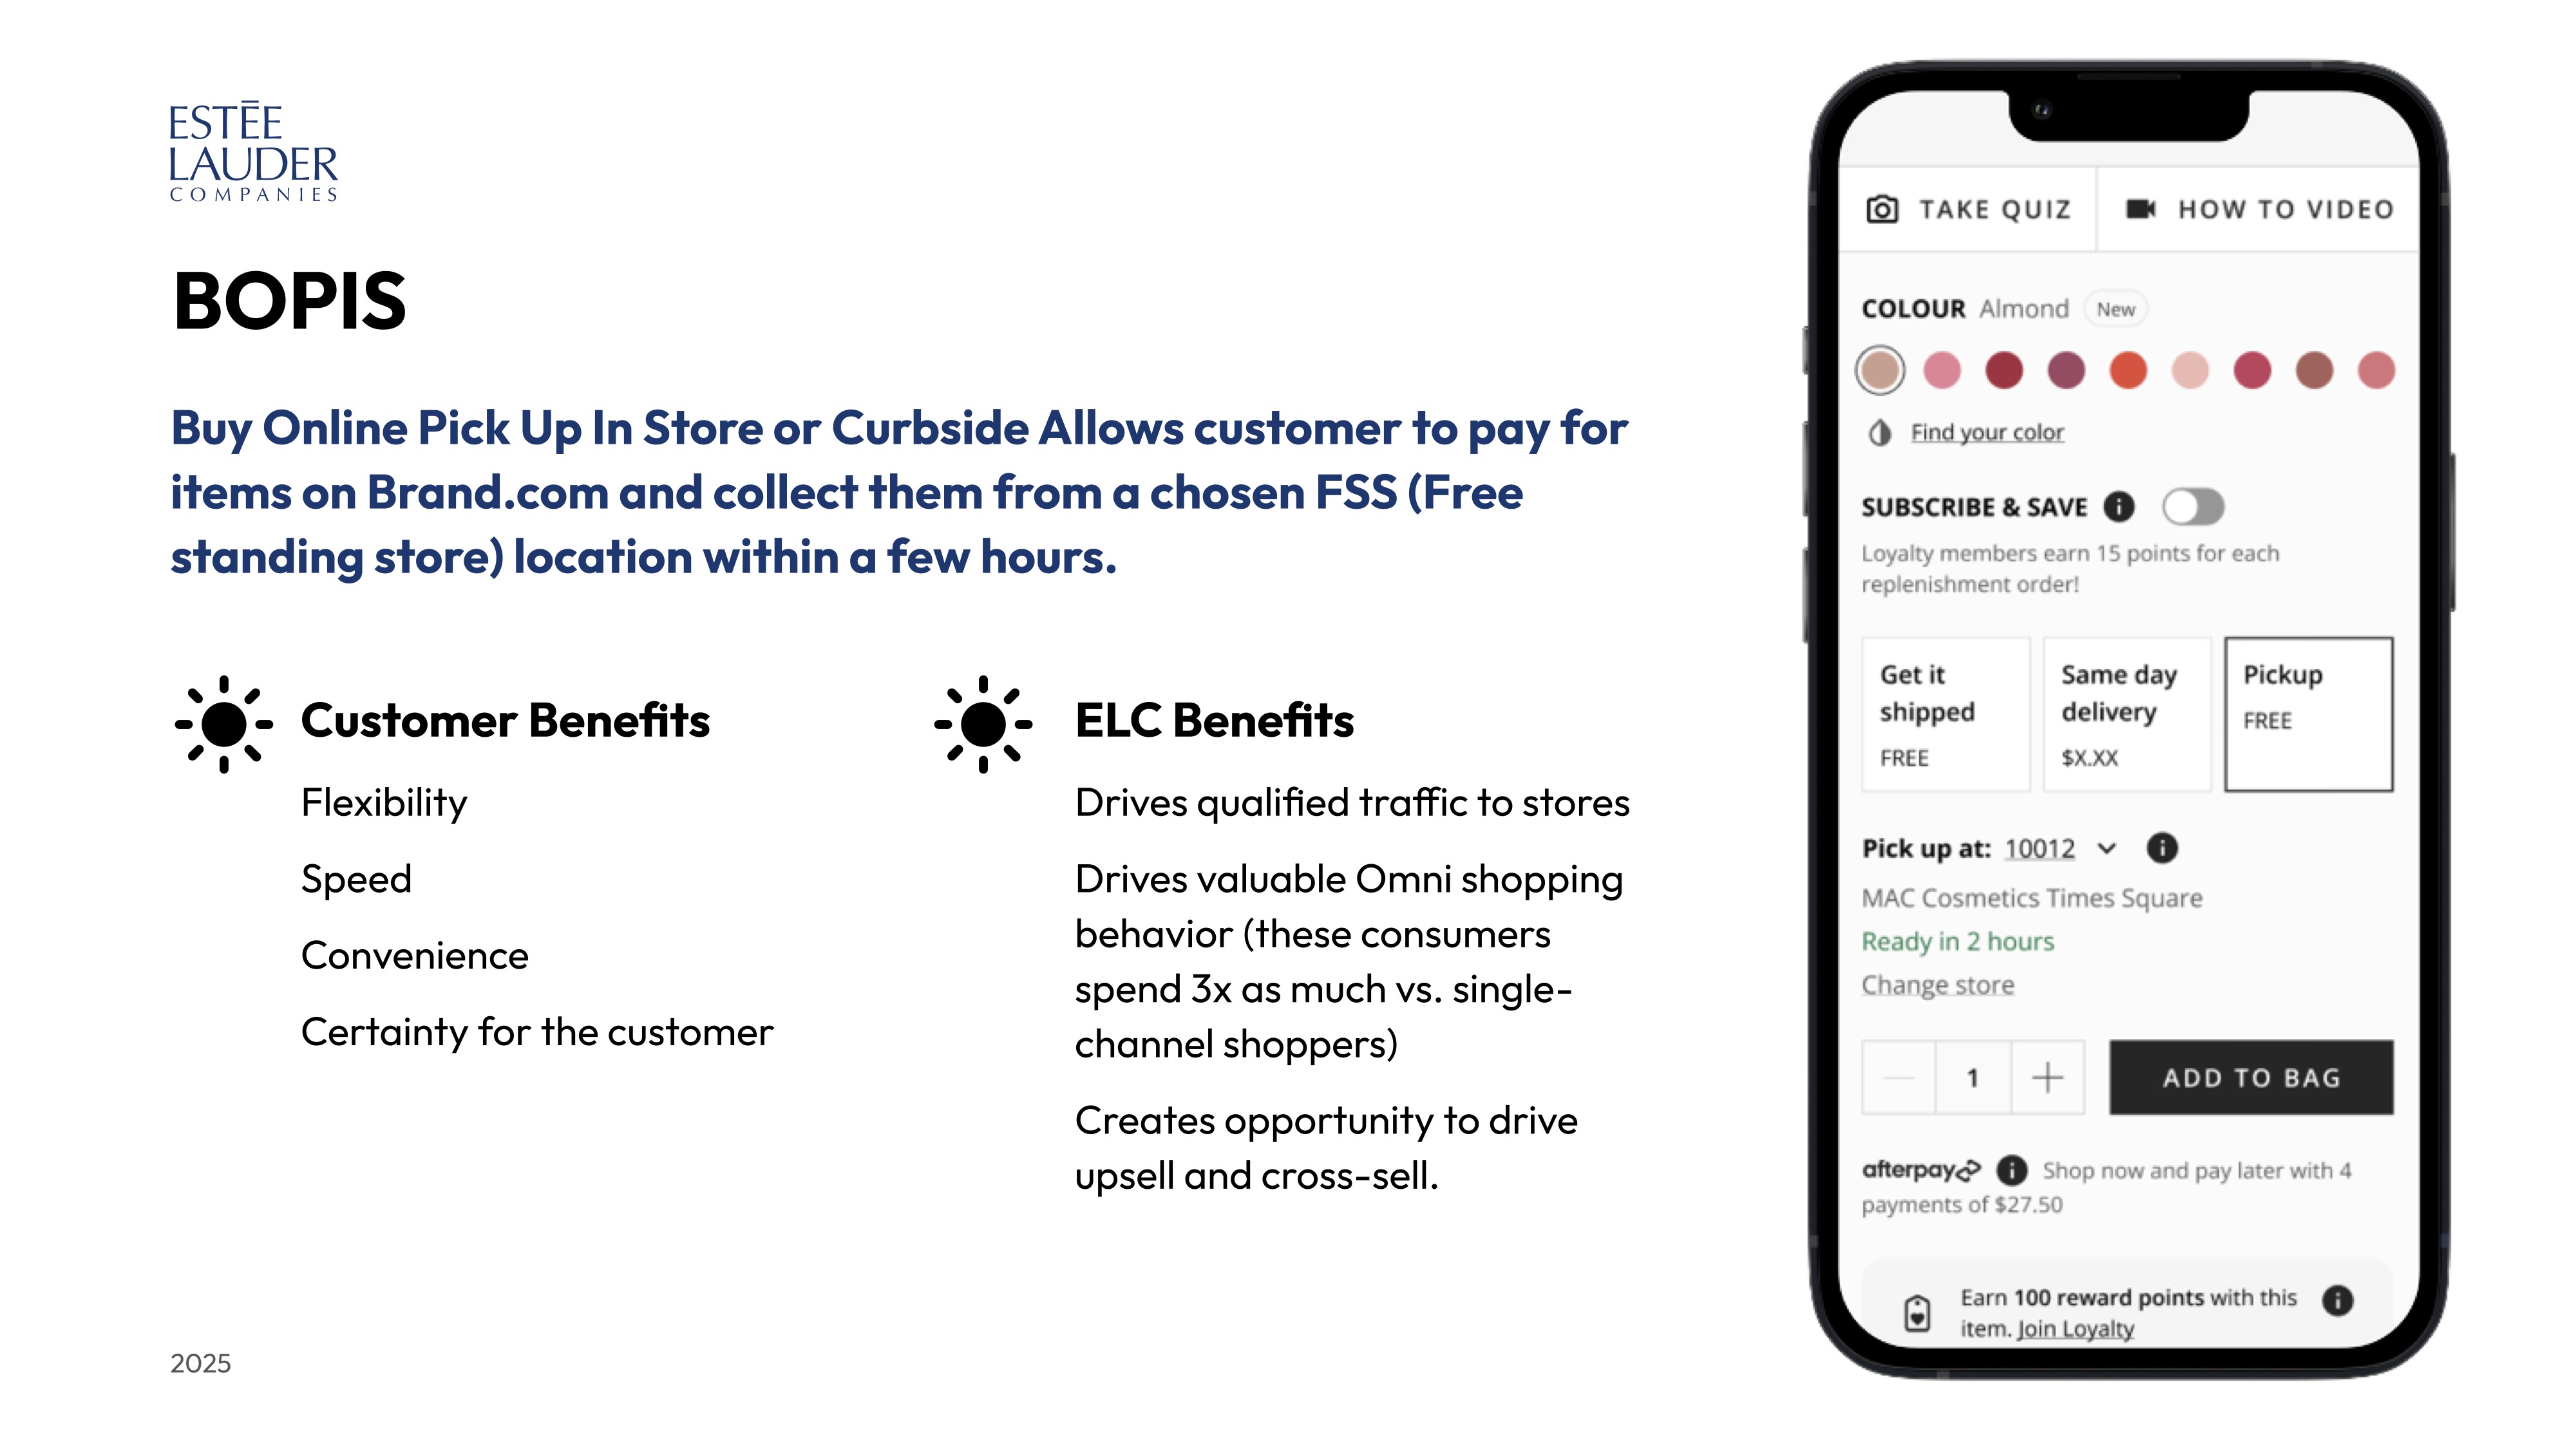 ESTĒE
LAUDER
COMPANIES
BOPIS
Buy Online Pick Up In Store or Curbside Allows customer to pay for
items on Brand.com and collect them from a chosen FSS (Free
standing store) location within a few hours.
Customer Benefits
Flexibility
Speed
Convenience
Certainty for the customer
ELC Benefits
Drives qualified traffic to stores
Drives valuable Omni shopping
behavior (these consumers
spend 3x as much vs. single-
channel shoppers)
Creates opportunity to drive
upsell and cross-sell.
2025
TAKE QUIZ
HOW TO VIDEO
COLOUR Almond New
Find your color
SUBSCRIBE & SAVE
Loyalty members earn 15 points for each
replenishment order!
Get it
shipped
FREE
Same day
delivery
$X.XX
Pickup
FREE
Pick up at: 10012
MAC Cosmetics Times Square
Ready in 2 hours
Change store
1
ADD TO BAG
afterpay Shop now and pay later with 4
payments of $27.50
Earn 100 reward points with this
item. Join Loyalty